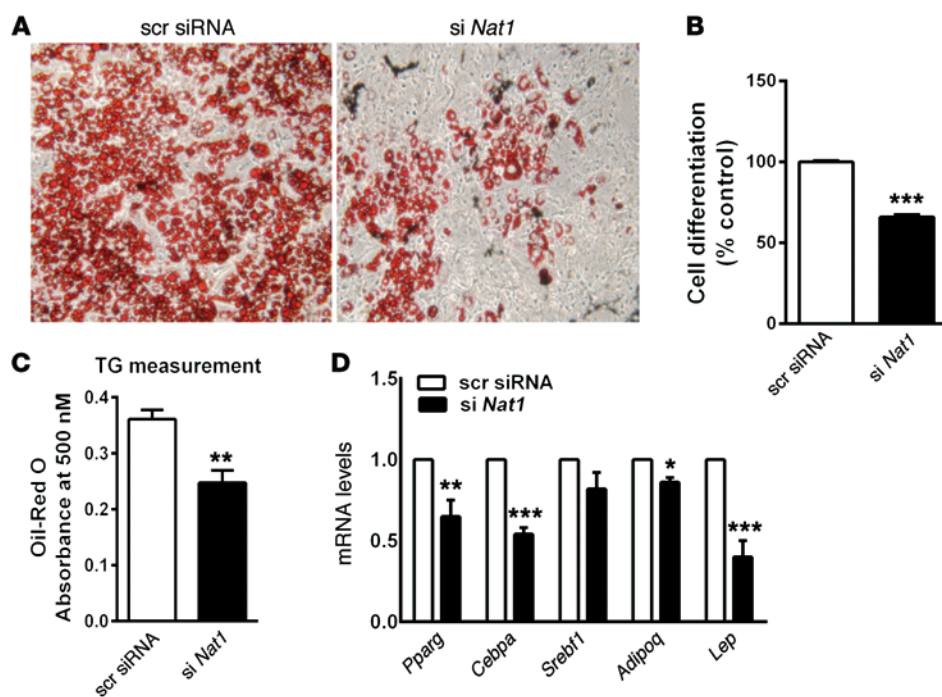 A
scr siRNA
si Nat1
B
Cell differentiation
(% control)
150
100
50
0
***
scr siRNA
si Nat1
C
TG measurement
Oil-Red O
Absorbance at 500 nM
0.4
0.3
0.2
0.1
0.0
**
scr siRNA
si Nat1
D
mRNA levels
1.5
1.0
0.5
0.0
scr siRNA
si Nat1
**
***
*
***
Pparg
Cebpa
Srebf1
Adipoq
Lep